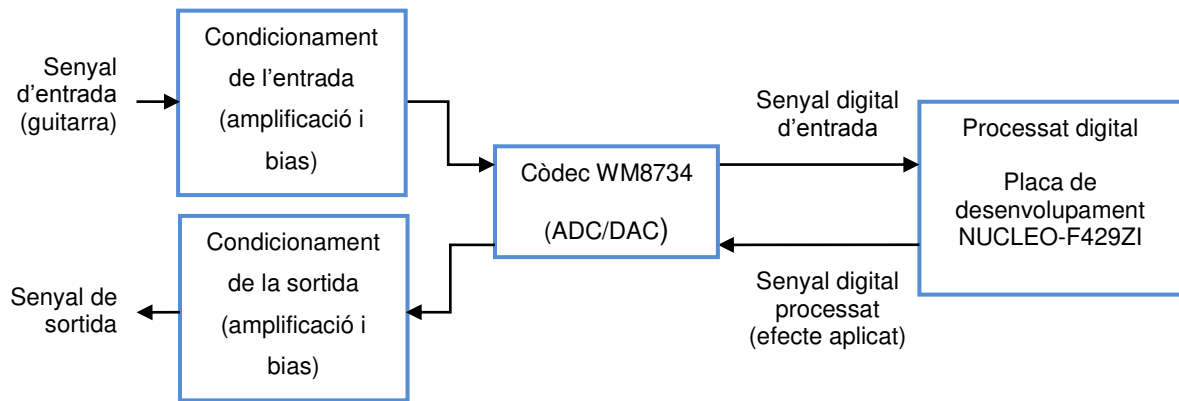 Senyal
d'entrada
(guitarra)
Condicionament
de l'entrada
(amplificació i
bias)
Còdec WM8734
(ADC/DAC)
Senyal digital
d'entrada
Processat digital
Placa de
desenvolupament
NUCLEO-F429ZI
Senyal digital
processat
(efecte aplicat)
Condicionament
de la sortida
(amplificació i
bias)
Senyal de
sortida